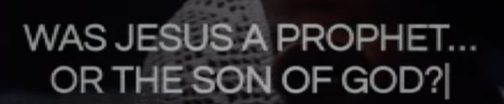 WAS JESUS A PROPHET...
OR THE SON OF GOD?|